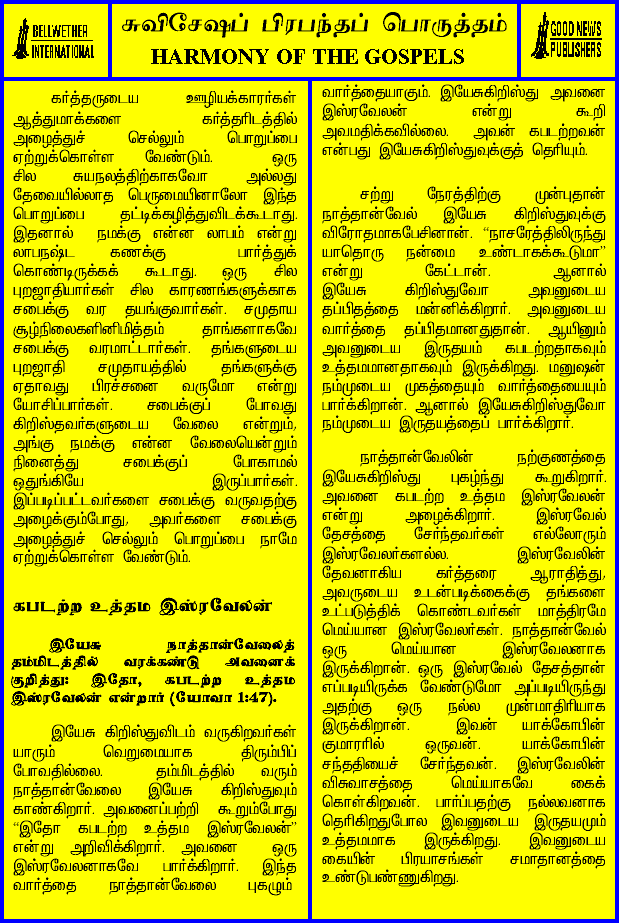 BELLWETHER
INTERNATIONAL
சுவிசேஷப் பிரபந்தப் பொருத்தம்
HARMONY OF THE GOSPELS
GOOD NEWS
PUBLISHERS
கர்த்தருடைய ஊழியக்காரர்கள்
ஆத்துமாக்களை கர்த்தரிடத்தில்
அழைத்துச் செல்லும் பொறுப்பை
ஏற்றுக்கொள்ள வேண்டும். ஒரு
சில சுயநலத்திற்காகவோ அல்லது
தேவையில்லாத பெருமையினாலோ இந்த
பொறுப்பை தட்டிக்கழித்துவிடக்கூடாது.
இதனால் நமக்கு என்ன லாபம் என்று
லாபநஷ்ட கணக்கு பார்த்துக்
கொண்டிருக்கக் கூடாது. ஒரு சில
புறஜாதியார்கள் சில காரணங்களுக்காக
சபைக்கு வர தயங்குவார்கள். சமுதாய
சூழ்நிலைகளினிமித்தம் தாங்களாகவே
சபைக்கு வரமாட்டார்கள். தங்களுடைய
புறஜாதி சமுதாயத்தில் தங்களுக்கு
ஏதாவது பிரச்சனை வருமோ என்று
யோசிப்பார்கள். சபைக்குப் போவது
கிறிஸ்தவர்களுடைய வேலை என்றும்,
அங்கு நமக்கு என்ன வேலையென்றும்
நினைத்து சபைக்குப் போகாமல்
ஒதுங்கியே இருப்பார்கள்.
இப்படிப்பட்டவர்களை சபைக்கு வருவதற்கு
அழைக்கும்போது, அவர்களை சபைக்கு
அழைத்துச் செல்லும் பொறுப்பை நாமே
ஏற்றுக்கொள்ள வேண்டும்.
கபடற்ற உத்தம இஸ்ரவேலன்
இயேசு நாத்தான்வேலைத்
தம்மிடத்தில் வரக்கண்டு அவனைக்
குறித்து: இதோ, கபடற்ற உத்தம
இஸ்ரவேலன் என்றார் (யோவா 1:47).
இயேசு கிறிஸ்துவிடம் வருகிறவர்கள்
யாரும் வெறுமையாக திரும்பிப்
போவதில்லை. தம்மிடத்தில் வரும்
நாத்தான்வேலை இயேசு கிறிஸ்துவும்
காண்கிறார். அவனைப்பற்றி கூறும்போது
“இதோ கபடற்ற உத்தம இஸ்ரவேலன்”
என்று அறிவிக்கிறார். அவனை ஒரு
இஸ்ரவேலனாகவே பார்க்கிறார். இந்த
வார்த்தை நாத்தான்வேலை புகழும்
வார்த்தையாகும். இயேசுகிறிஸ்து அவனை
இஸ்ரவேலன் என்று கூறி
அவமதிக்கவில்லை. அவன் கபடற்றவன்
என்பது இயேசுகிறிஸ்துவுக்குத் தெரியும்.
சற்று நேரத்திற்கு முன்புதான்
நாத்தான்வேல் இயேசு கிறிஸ்துவுக்கு
விரோதமாகபேசினான். “நாசரேத்திலிருந்து
யாதொரு நன்மை உண்டாகக்கூடுமா”
என்று கேட்டான். ஆனால்
இயேசு கிறிஸ்துவோ அவனுடைய
தப்பிதத்தை மன்னிக்கிறார். அவனுடைய
வார்த்தை தப்பிதமானதுதான். ஆயினும்
அவனுடைய இருதயம் கபடற்றதாகவும்
உத்தமமானதாகவும் இருக்கிறது. மனுஷன்
நம்முடைய முகத்தையும் வார்த்தையையும்
பார்க்கிறான். ஆனால் இயேசுகிறிஸ்துவோ
நம்முடைய இருதயத்தைப் பார்க்கிறார்.
நாத்தான்வேலின் நற்குணத்தை
இயேசுகிறிஸ்து புகழ்ந்து கூறுகிறார்.
அவனை கபடற்ற உத்தம இஸ்ரவேலன்
என்று அழைக்கிறார். இஸ்ரவேல்
தேசத்தை சேர்ந்தவர்கள் எல்லோரும்
இஸ்ரவேலர்களல்ல. இஸ்ரவேலின்
தேவனாகிய கர்த்தரை ஆராதித்து,
அவருடைய உடன்படிக்கைக்கு தங்களை
உட்படுத்திக் கொண்டவர்கள் மாத்திரமே
மெய்யான இஸ்ரவேலர்கள். நாத்தான்வேல்
ஒரு மெய்யான இஸ்ரவேலனாக
இருக்கிறான். ஒரு இஸ்ரவேல் தேசத்தான்
எப்படியிருக்க வேண்டுமோ அப்படியிருந்து
அதற்கு ஒரு நல்ல முன்மாதிரியாக
இருக்கிறான். இவன் யாக்கோபின்
குமாரரில் ஒருவன். யாக்கோபின்
சந்ததியைச் சேர்ந்தவன். இஸ்ரவேலின்
விசுவாசத்தை மெய்யாகவே கைக்
கொள்கிறவன். பார்ப்பதற்கு நல்லவனாக
தெரிகிறதுபோல இவனுடைய இருதயமும்
உத்தமமாக இருக்கிறது. இவனுடைய
கையின் பிரயாசங்கள் சமாதானத்தை
உண்டுபண்ணுகிறது.